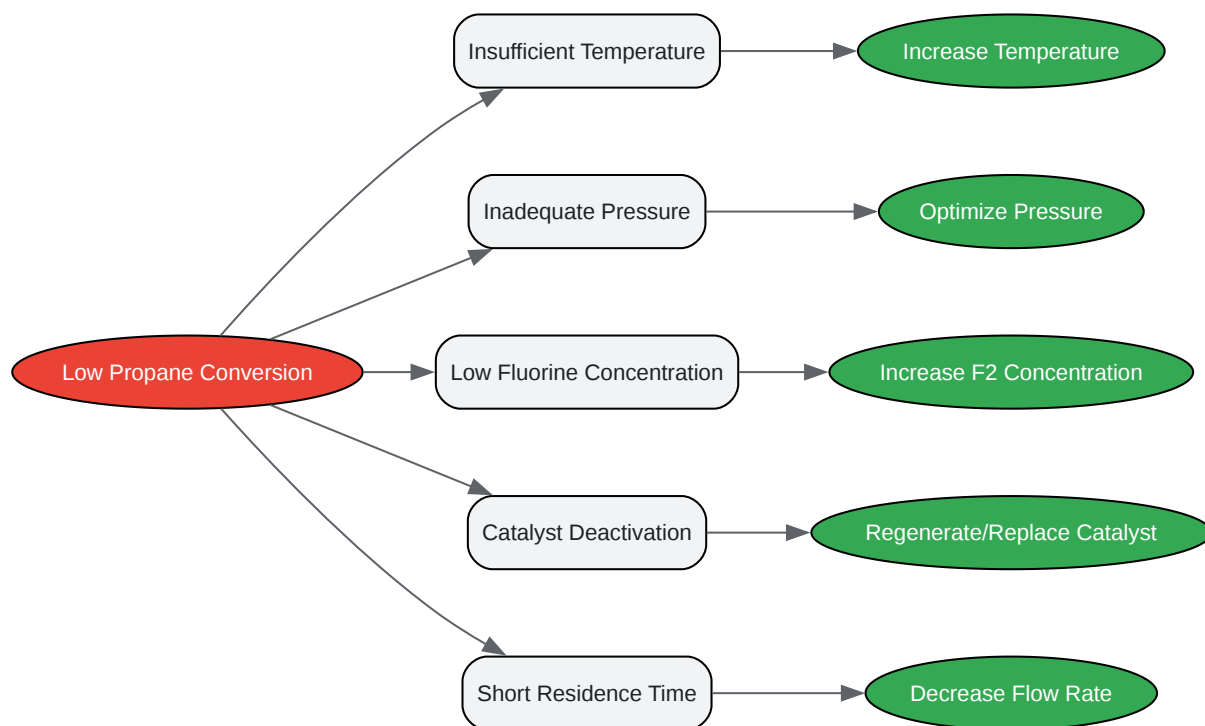 Insufficient Temperature
Increase Temperature
Inadequate Pressure
Optimize Pressure
Low Propane Conversion
Low Fluorine Concentration
Increase F2 Concentration
Catalyst Deactivation
Regenerate/Replace Catalyst
Short Residence Time
Decrease Flow Rate